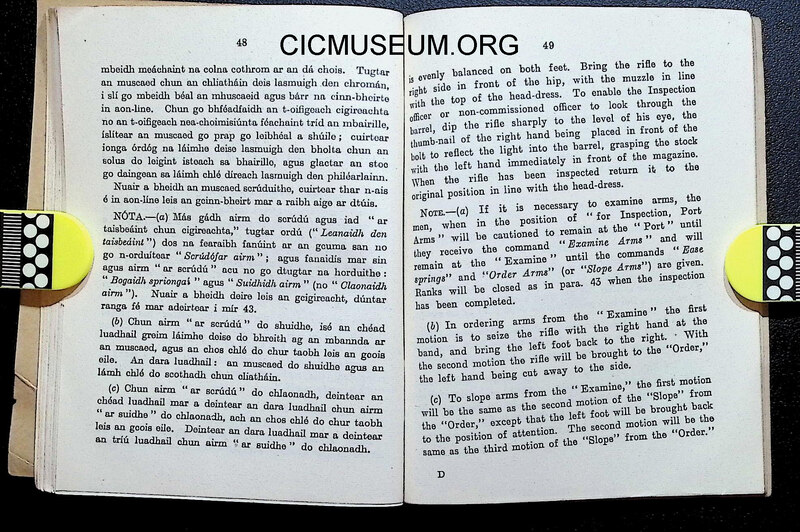 CICMUSEUM.ORG
48
mbeidh meáchaint na colna cothrom ar an dá chois. Tugtar
an muscaed chun an chliatháin deis lasmuigh den chromán,
i slí go mbeidh béal an mhuscaeid agus bárr na cinn-bheirte
in aon-líne. Chun go bhféadfaidh an t-oifigeach cigireachta
no an t-oifigeach nea-choimisiúnta féachaint tríd an mbairille,
íslítear an muscaed go prap go leibhéal a shúile; cuirtear
ionga órdóg na láimhe deise lasmuigh den bholta chun an
solus do leigint isteach sa bhairille, agus glactar an stoc
go daingean sa láimh chlé díreach lasmuigh den philéarlainn.
Nuair a bheidh an muscaed scrúduithe, cuirtear thar n-ais
é in aon-líne leis an gceinn-bheirt mar a raibh aige ar dtúis.
NÓTA.—(a) Más gádh airm do scrúdú agus iad "ar
taisbeáint chun cigireachta," tugtar ordú ("Leanaidh den
taisbeáint") dos na fearaibh fanúint ar an gcuma san no
go n-orduítear "Scrúdófar airm"; agus fanaidís mar sin
agus airm "ar scrúdú" acu no go dtugtar na horduithe:
"Bogaidh spriongaí" agus "Suidhidh airm" (no "Claonaidh
airm"). Nuair a bheidh deire leis an gcigireacht, dúntar
ranga fé mar adeirtear i mír 43.
(b) Chun airm "ar scrúdú" do shuidhe, isé an chéad
luadhail greim láimhe deise do bhreith ag an mbannda ar
an muscaed, agus an chos chlé do chur taobh leis an gcois
eile. An dara luadhail: an muscaed do shuidhe agus an
lámh chlé do scothadh chun cliatháin.
(c) Chun airm "ar scrúdú" do chlaonadh, deintear an
chéad luadhail mar a deintear an dara luadhail chun airm
"ar suidhe" do chlaonadh, ach an chos chlé do chur taobh
leis an gcois eile. Deintear an dara luadhail mar a deintear
an tríú luadhail chun airm "ar suidhe" do chlaonadh.
49
is evenly balanced on both feet. Bring the rifle to the
right side in front of the hip, with the muzzle in line
with the top of the head-dress. To enable the Inspection
officer or non-commissioned officer to look through the
barrel, dip the rifle sharply to the level of his eye, the
thumb-nail of the right hand being placed in front of the
bolt to reflect the light into the barrel, grasping the stock
with the left hand immediately in front of the magazine.
When the rifle has been inspected return it to the
original position in line with the head-dress.
NOTE.—(a) If it is necessary to examine arms, the
men, when in the position of "for Inspection, Port
Arms" will be cautioned to remain at the "Port" until
they receive the command "Examine Arms" and will
remain at the "Examine" until the commands "Ease
springs" and "Order Arms" (or "Slope Arms") are given.
Ranks will be closed as in para. 43 when the inspection
has been completed.
(b) In ordering arms from the "Examine" the first
motion is to seize the rifle with the right hand at the
band, and bring the left foot back to the right. With
the second motion the rifle will be brought to the "Order,"
the left hand being cut away to the side.
(c) To slope arms from the "Examine," the first motion
will be the same as the second motion of the "Slope" from
the "Order," except that the left foot will be brought back
to the position of attention. The second motion will be the
same as the third motion of the "Slope" from the "Order."
D